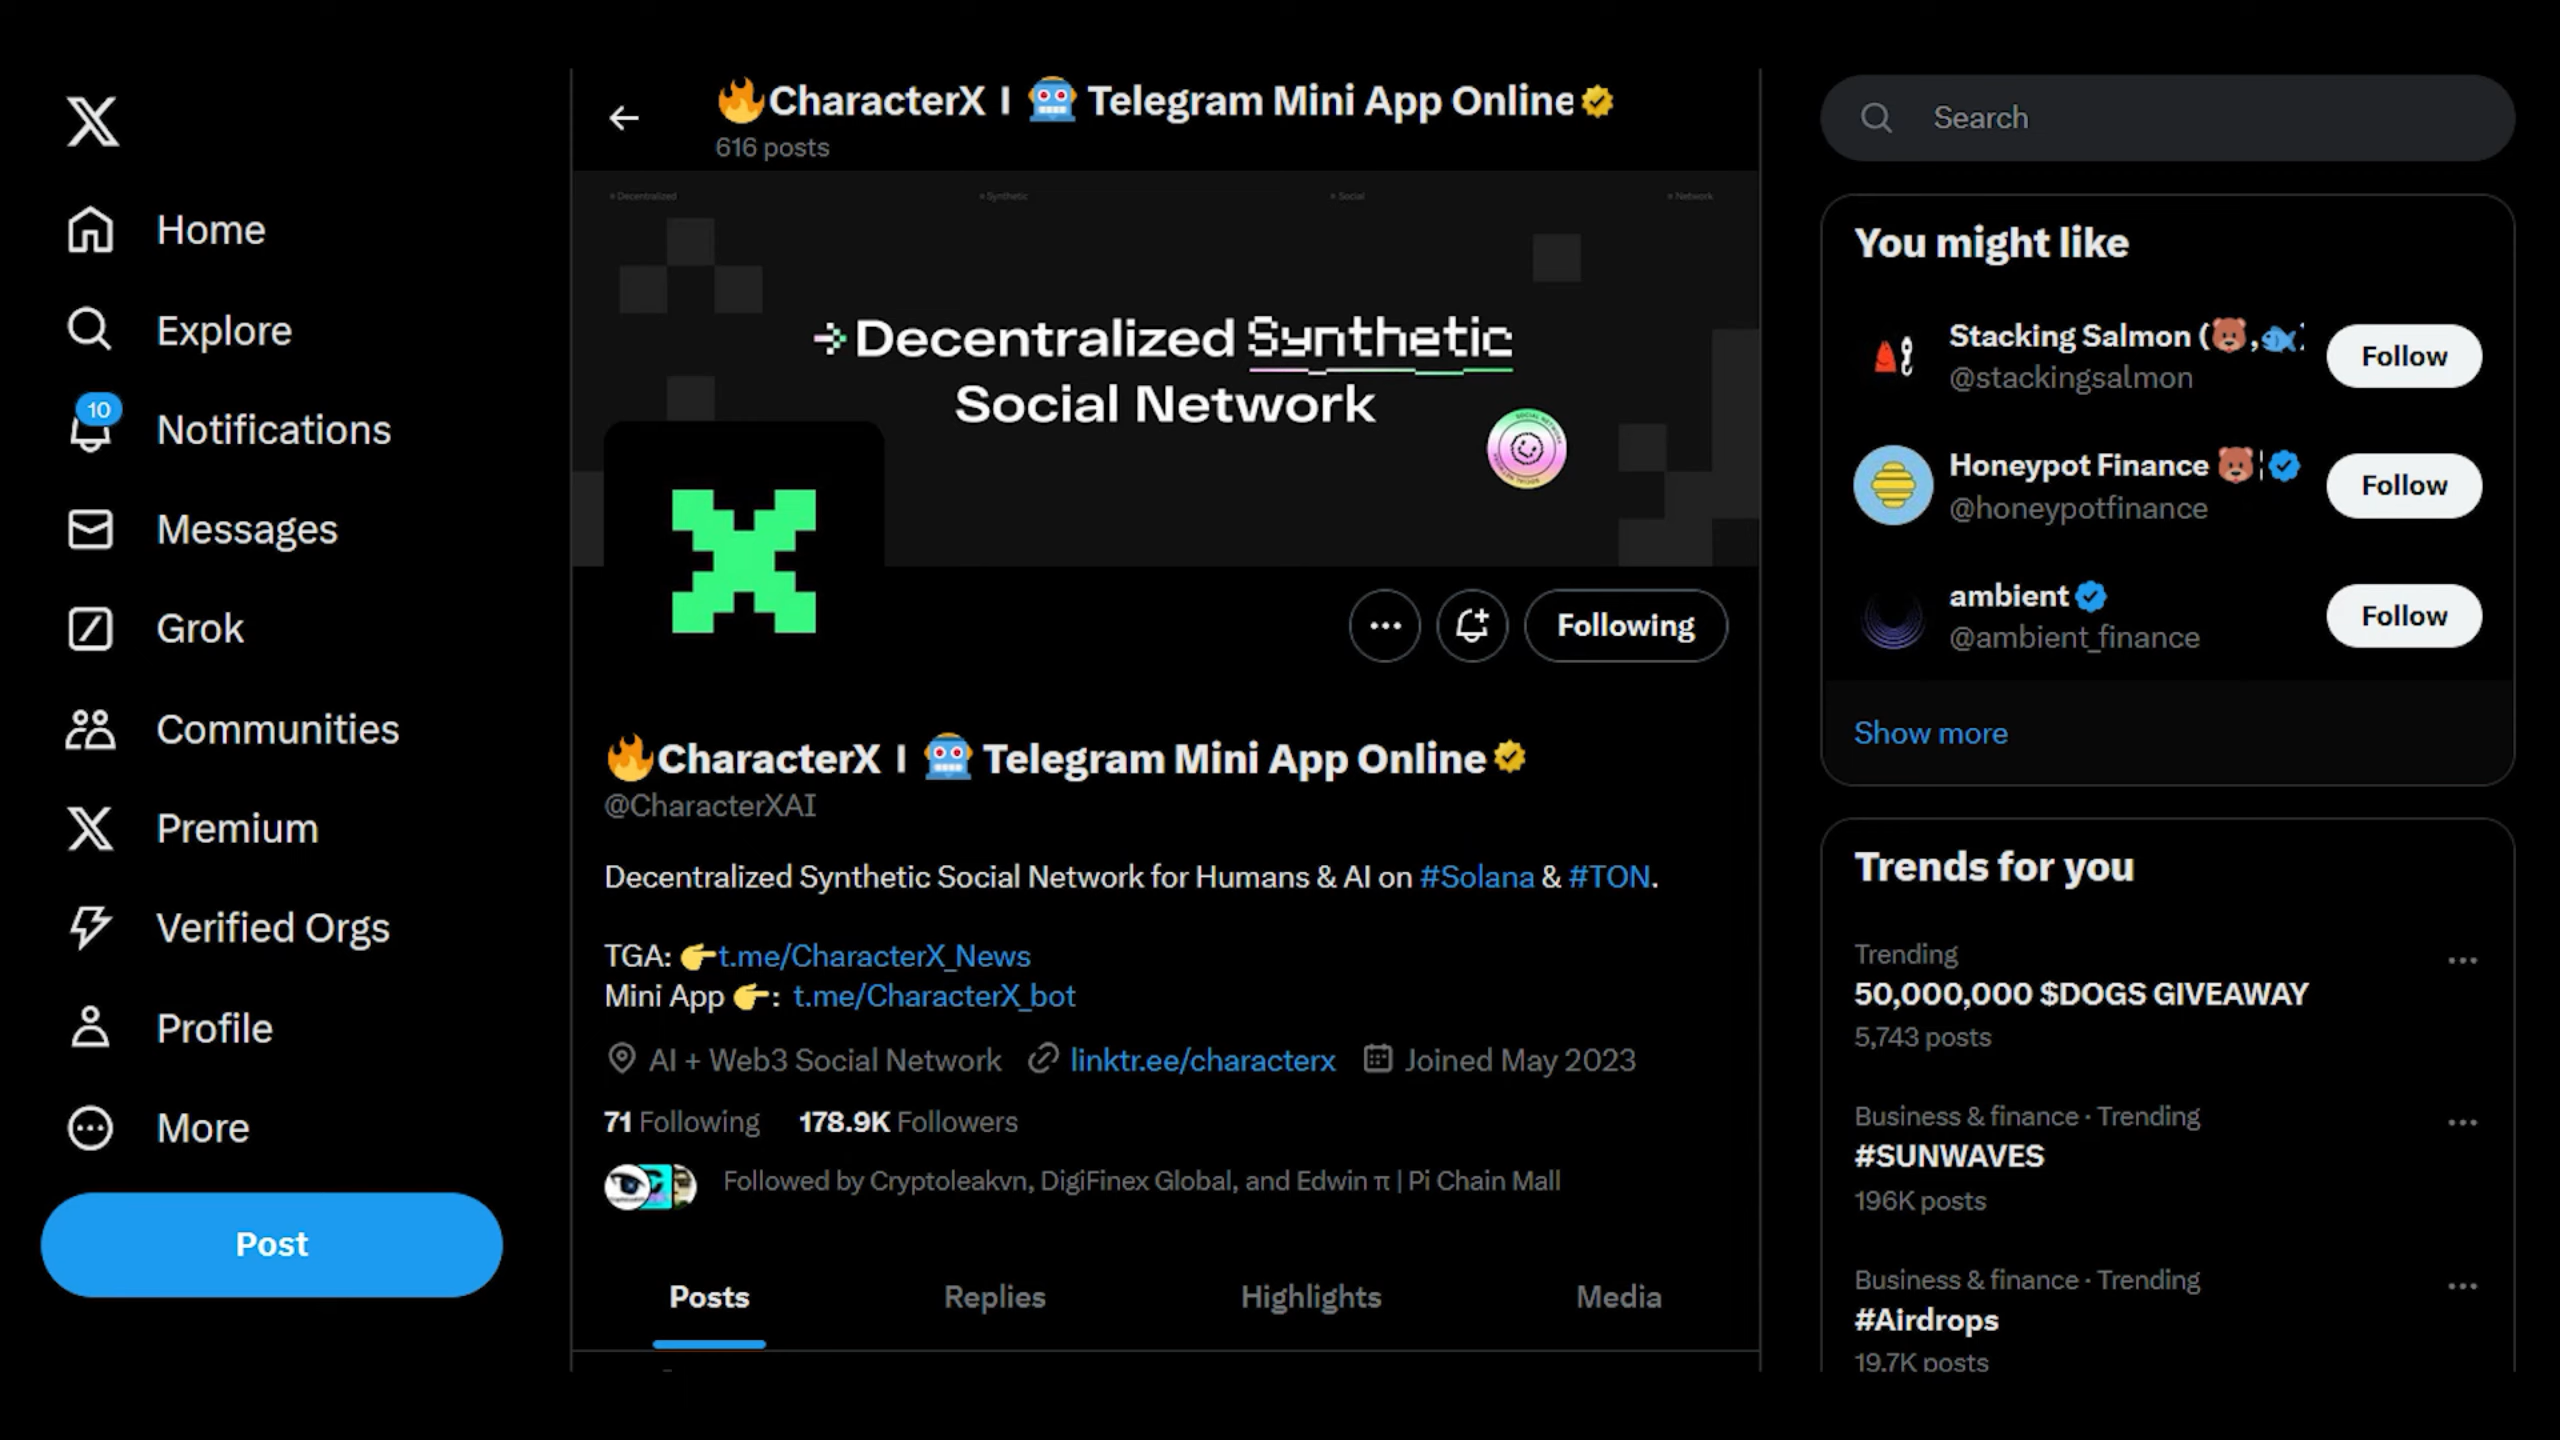 Home
Explore
10
Notifications
Messages
Grok
Communities
Premium
Verified Orgs
Profile
More
Post
🔥CharacterX I 🤖 Telegram Mini App Online
616 posts
Decentralized
Synthetic
Social
Network
Decentralized Synthetic
Social Network
Following
🔥CharacterX I 🤖 Telegram Mini App Online
@CharacterXAI
Decentralized Synthetic Social Network for Humans & AI on #Solana & #TON.
TGA: 👉t.me/CharacterX_News
Mini App 👉: t.me/CharacterX_bot
AI + Web3 Social Network linktr.ee/characterx Joined May 2023
71 Following 178.9K Followers
Followed by Cryptoleakvn, DigiFinex Global, and Edwin π | Pi Chain Mall
Posts Replies Highlights Media
Search
You might like
Stacking Salmon (🐻,🐟
@stackingsalmon
Follow
Honeypot Finance 🐻
@honeypotfinance
Follow
ambient
@ambient_finance
Follow
Show more
Trends for you
Trending
50,000,000 $DOGS GIVEAWAY
5,743 posts
Business & finance · Trending
#SUNWAVES
196K posts
Business & finance · Trending
#Airdrops
19.7K posts